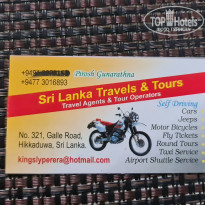 TOP Hotels
+94
Piyosh Gunarathna
+9477 3016893
Sri Lanka Travels & Tours
Travel Agents & Tour Operators
Self Driving
Cars
Jeeps
Motor Bicycles
Fly Tickets
Round Tours
Taxi Service
Airport Shuttle Service
No. 321, Galle Road,
Hikkaduwa, Sri Lanka.
kingslyperera@hotmail.com